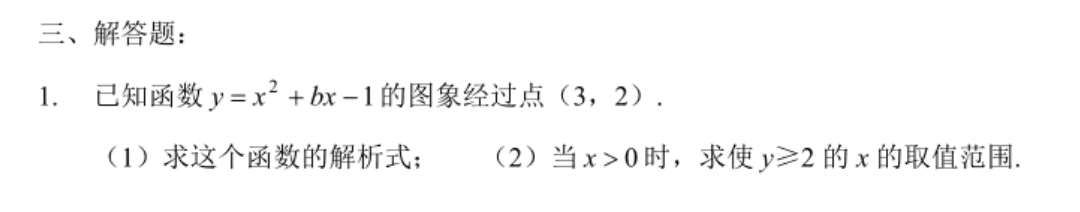 三、解答题：
1. 已知函数 y = x² + bx − 1 的图象经过点（3，2）.
（1）求这个函数的解析式； （2）当 x > 0 时，求使 y⩾2 的 x 的取值范围.